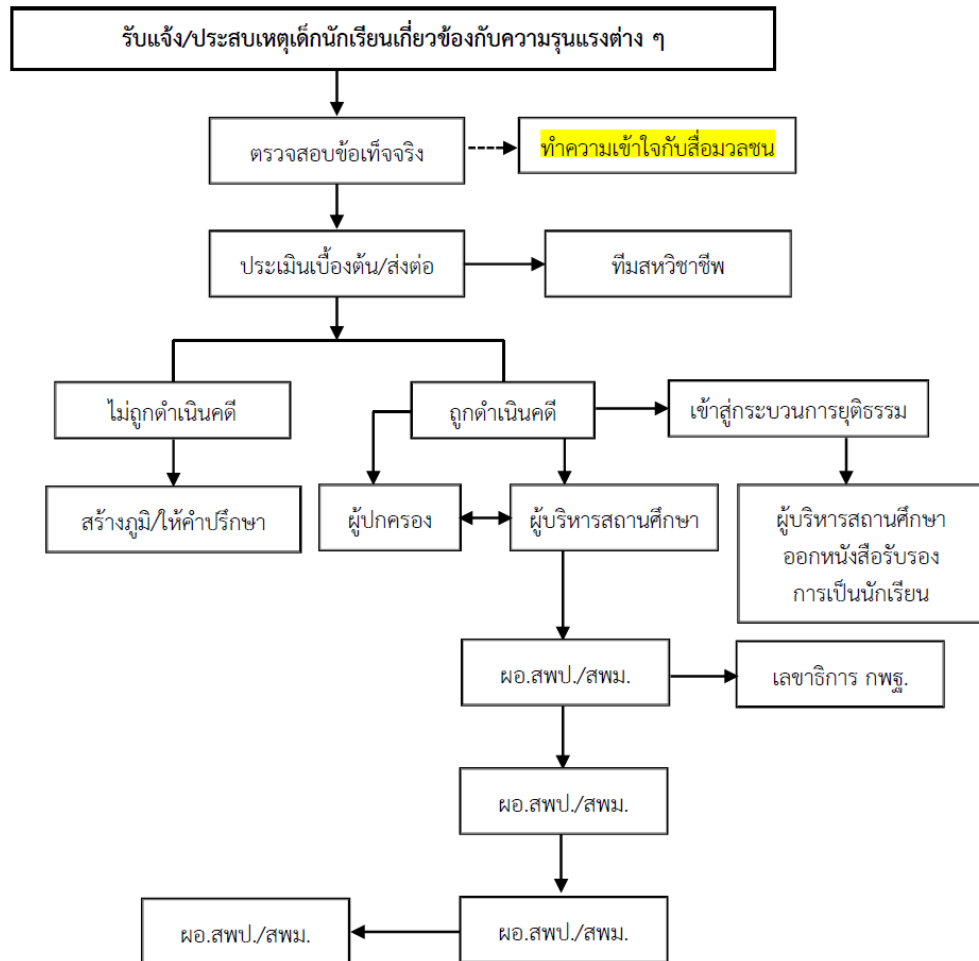 รับแจ้ง/ประสบเหตุเด็กนักเรียนเกี่ยวข้องกับความรุนแรงต่าง ๆ
ตรวจสอบข้อเท็จจริง
ทำความเข้าใจกับสื่อมวลชน
ประเมินเบื้องต้น/ส่งต่อ
ทีมสหวิชาชีพ
ไม่ถูกดำเนินคดี
ถูกดำเนินคดี
เข้าสู่กระบวนการยุติธรรม
สร้างภูมิ/ให้คำปรึกษา
ผู้ปกครอง
ผู้บริหารสถานศึกษา
ผู้บริหารสถานศึกษา
ออกหนังสือรับรอง
การเป็นนักเรียน
ผอ.สพป./สพม.
เลขาธิการ กพฐ.
ผอ.สพป./สพม.
ผอ.สพป./สพม.
ผอ.สพป./สพม.